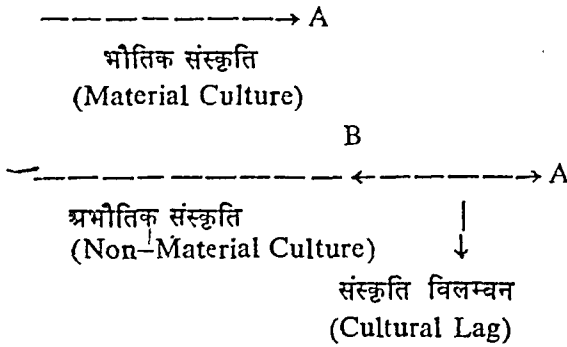 A
भौतिक संस्कृति
(Material Culture)
B
A
अभौतिक संस्कृति
(Non-Material Culture)
संस्कृति विलम्बन
(Cultural Lag)